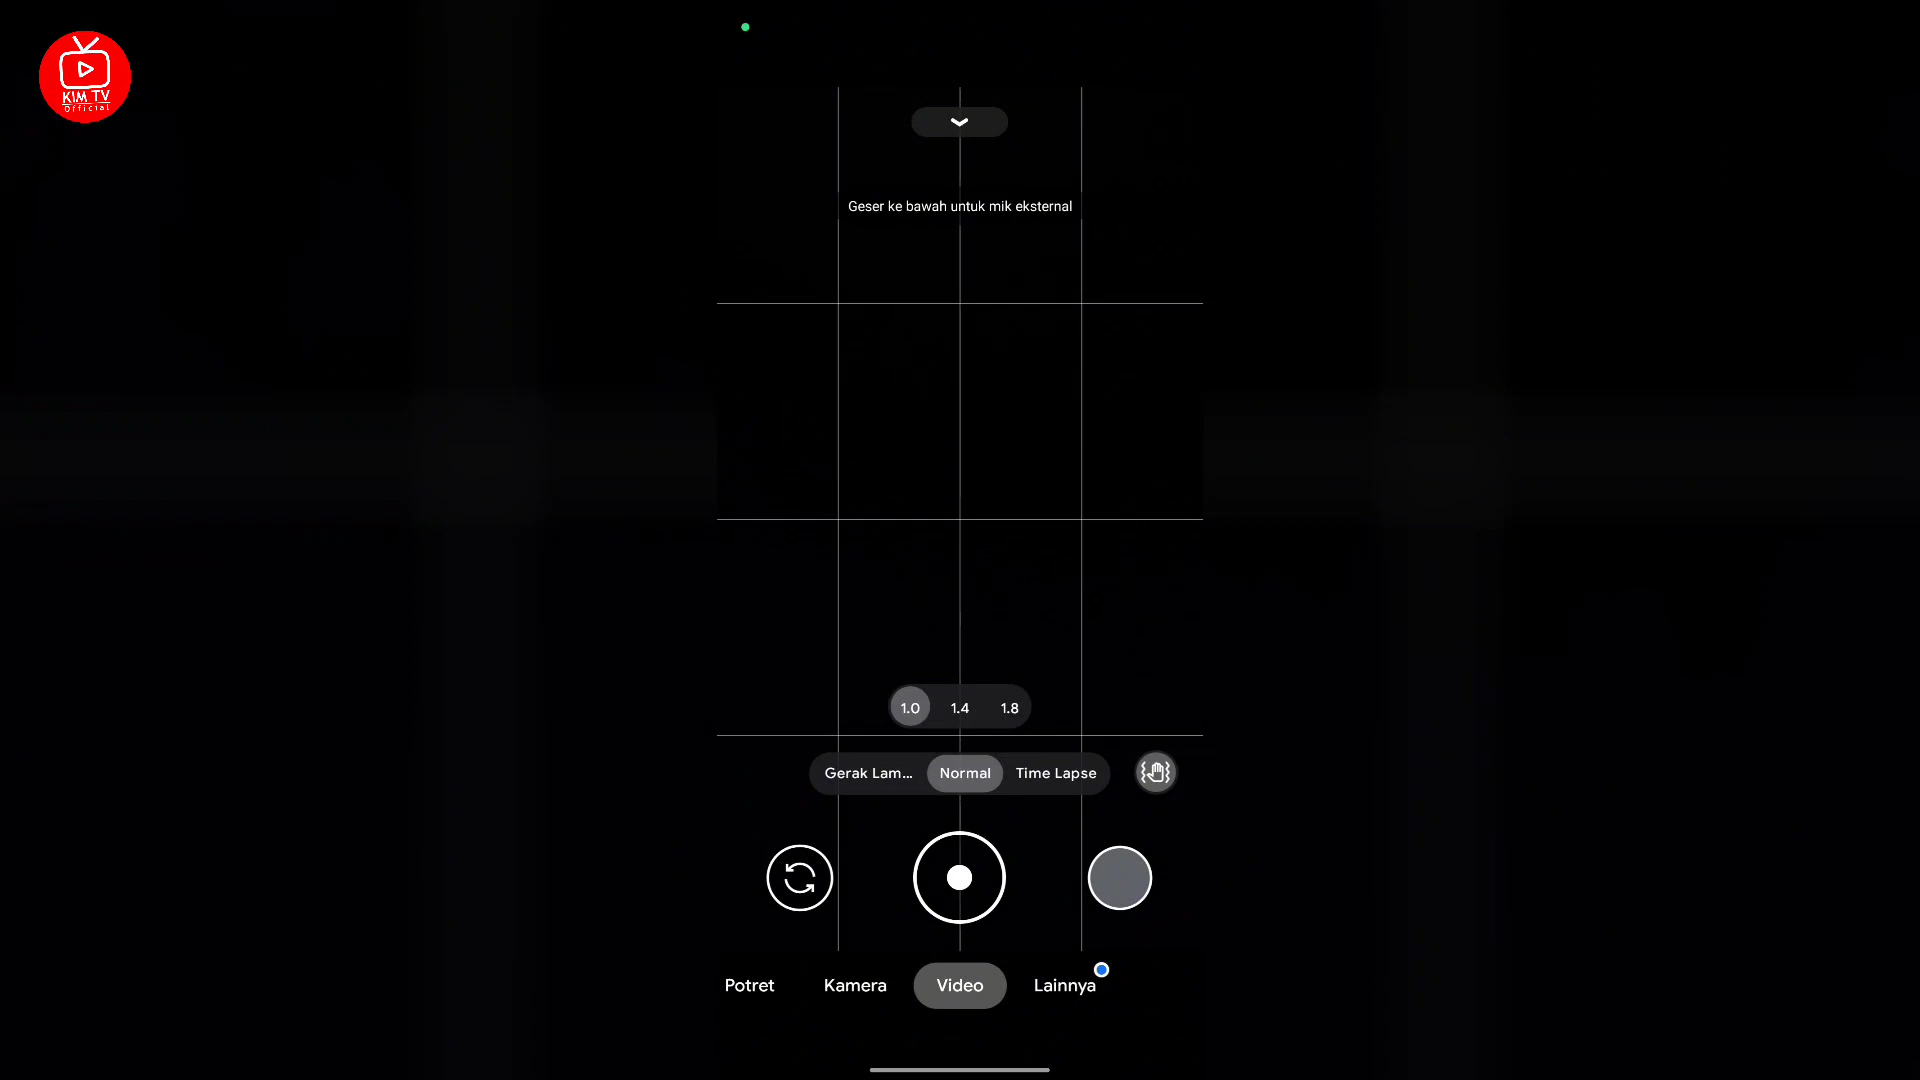 KIM TV
Official
Geser ke bawah untuk mik eksternal
1.0 1.4 1.8
Gerak Lam... Normal Time Lapse
Potret Kamera Video Lainnya